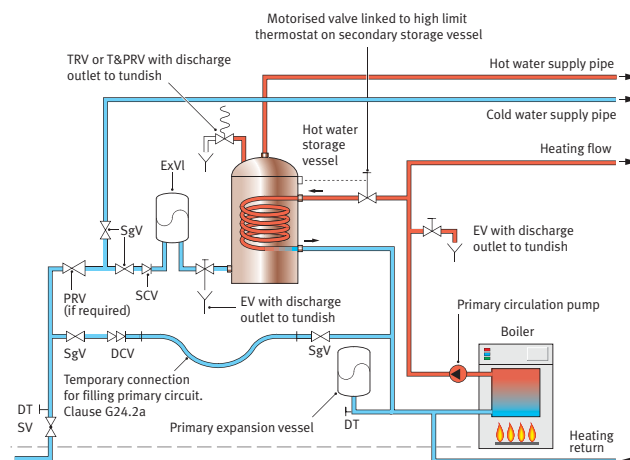 Motorised valve linked to high limit
thermostat on secondary storage vessel
TRV or T&PRV with discharge
outlet to tundish
Hot water supply pipe
Cold water supply pipe
Hot water
storage
vessel
Heating flow
ExVl
SgV
EV with discharge
outlet to tundish
PRV
(if required)
SCV
EV with discharge
outlet to tundish
Primary circulation pump
Boiler
SgV
DCV
SgV
Temporary connection
for filling primary circuit.
Clause G24.2a
DT
SV
Primary expansion vessel
DT
Heating
return